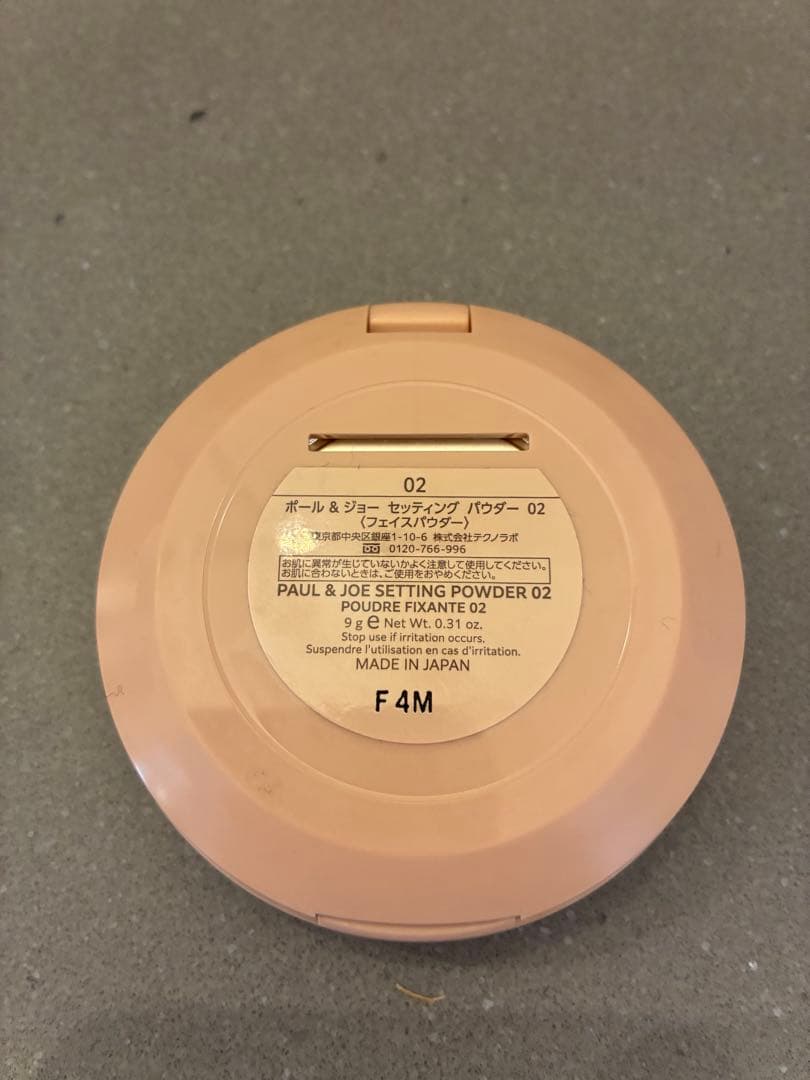 02
ポール & ジョー セッティング パウダー 02
〈フェイスパウダー〉
東京都中央区銀座1-10-6 株式会社テクノラボ
0120-766-996
お肌に異常が生じていないかよく注意して使用してください。
お肌に合わないときは、ご使用をおやめください。
PAUL & JOE SETTING POWDER 02
POUDRE FIXANTE 02
9 g e Net Wt. 0.31 oz.
Stop use if irritation occurs.
Suspendre l'utilisation en cas d'irritation.
MADE IN JAPAN
F 4M